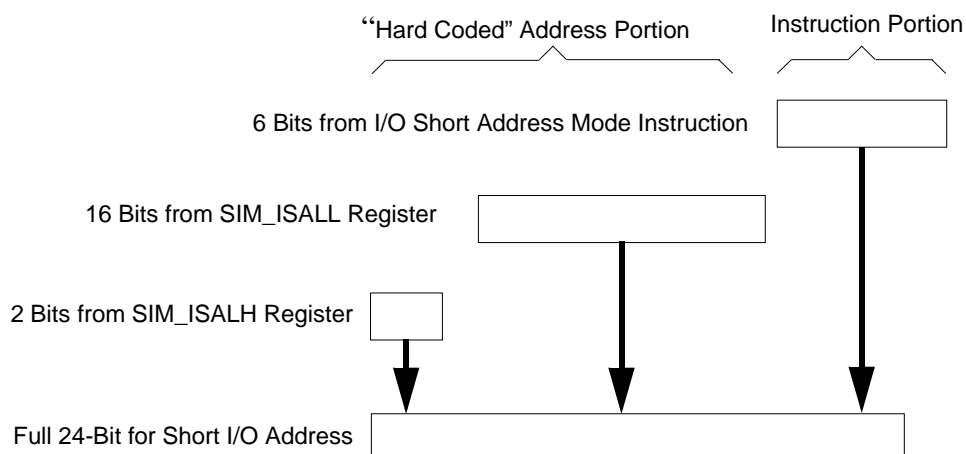 “Hard Coded” Address Portion
Instruction Portion
6 Bits from I/O Short Address Mode Instruction
16 Bits from SIM_ISALL Register
2 Bits from SIM_ISALH Register
Full 24-Bit for Short I/O Address